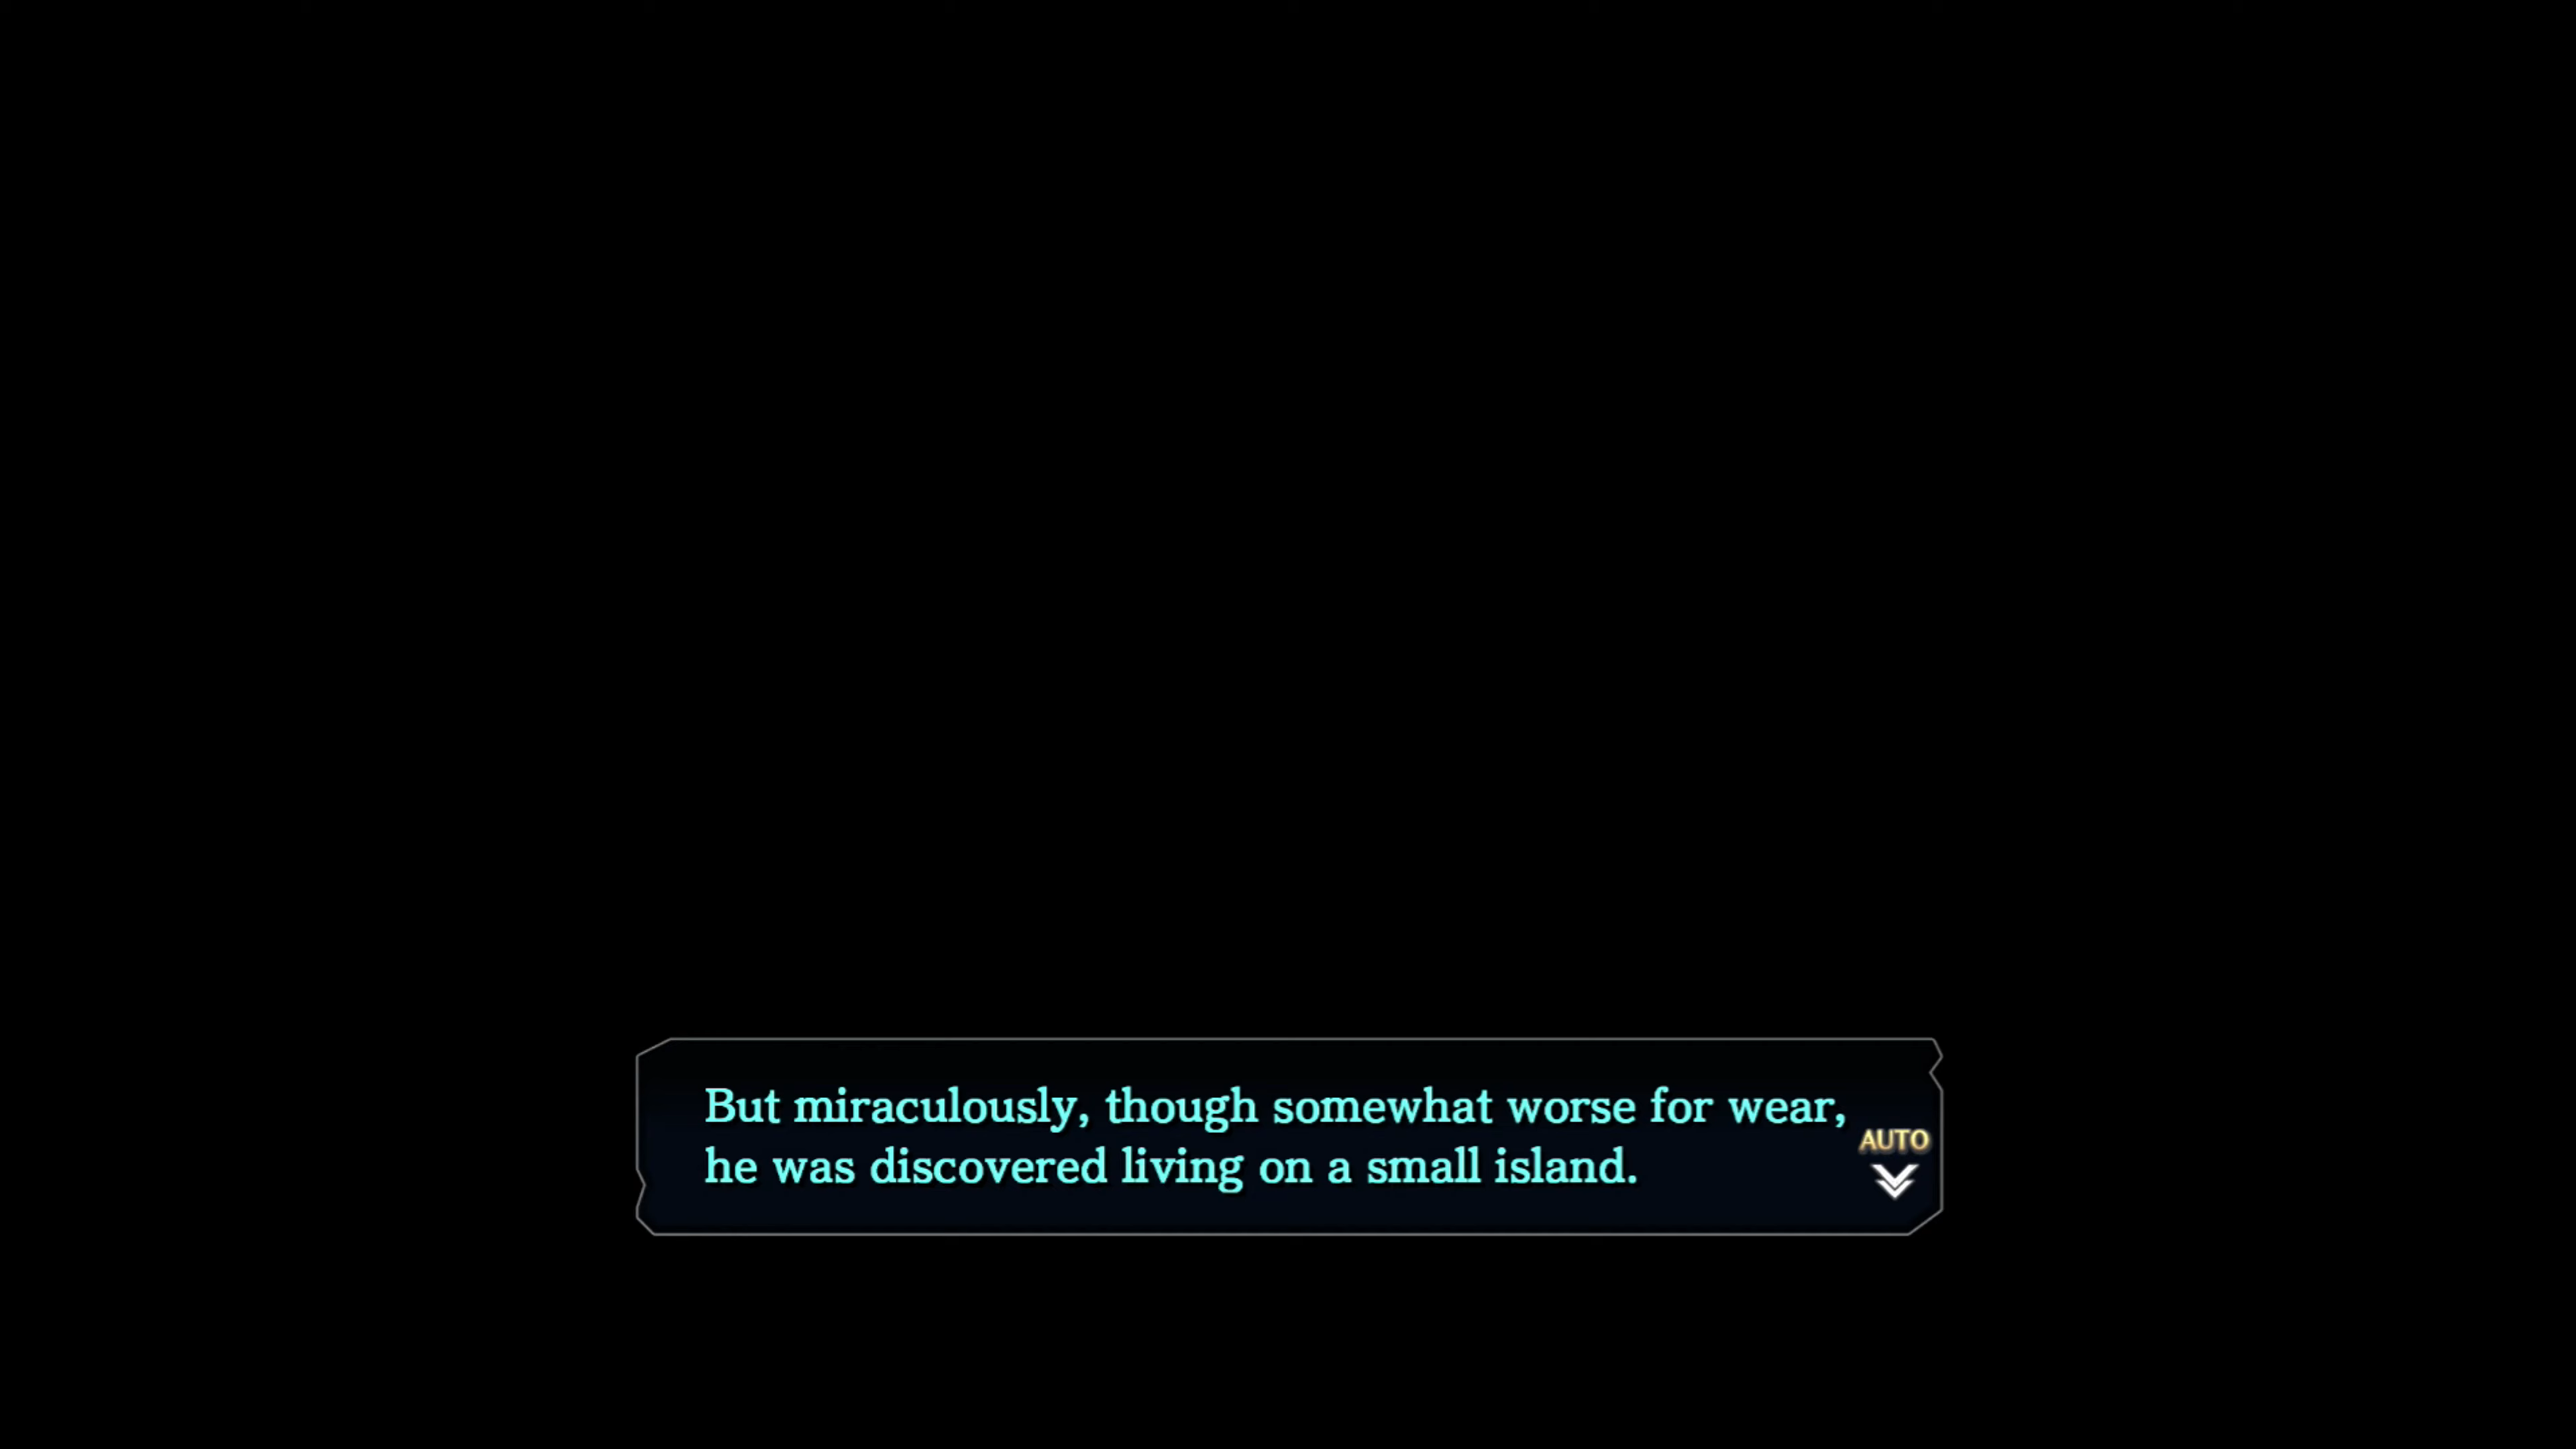 But miraculously, though somewhat worse for wear,
he was discovered living on a small island.
AUTO